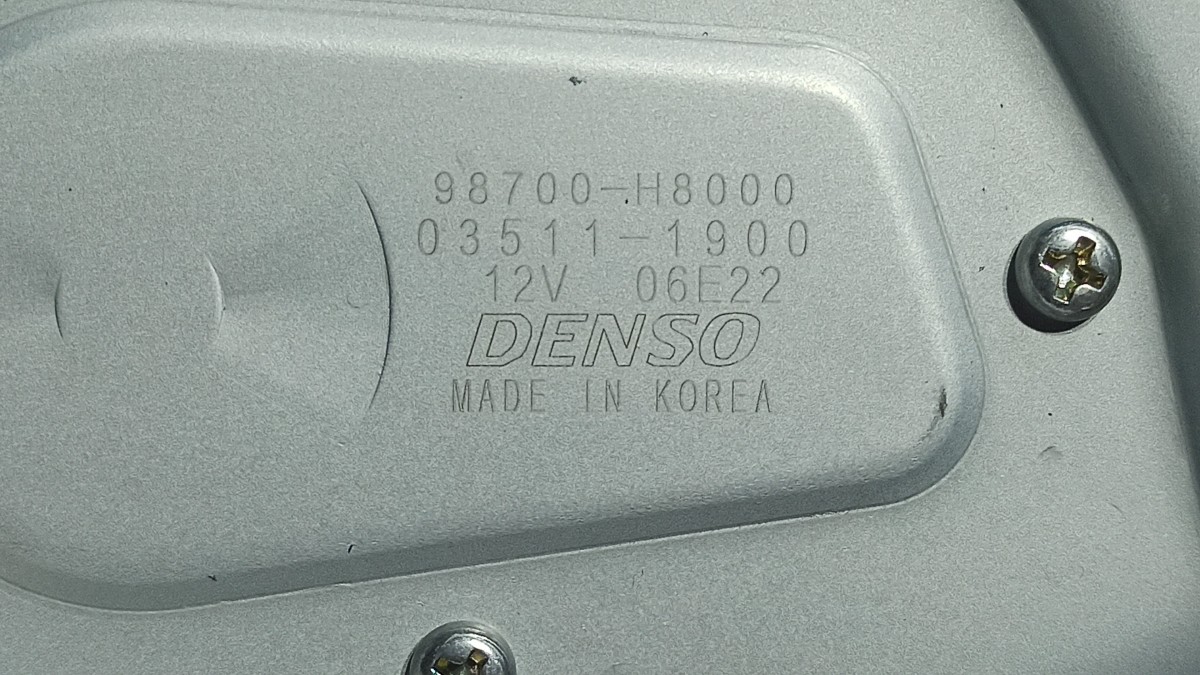 98700-H8000
03511-1900
12V 06E22
DENSO
MADE IN KOREA